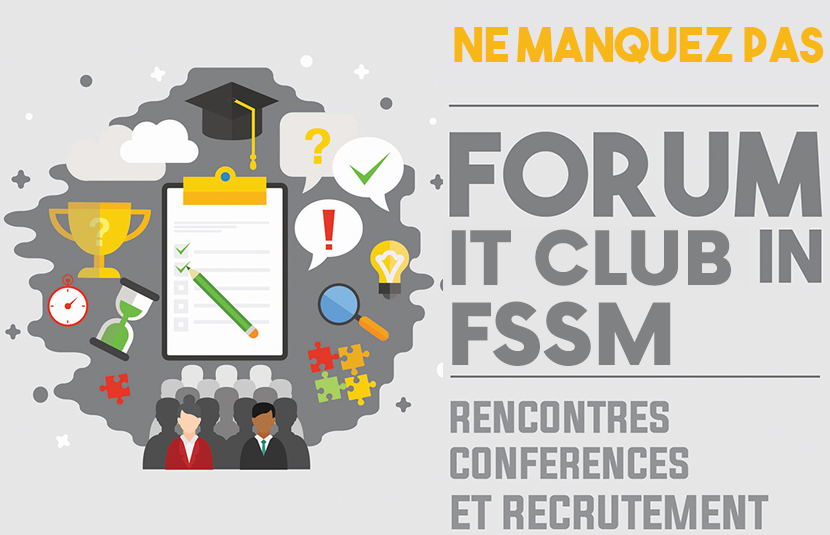 NE MANQUEZ PAS
FORUM
IT CLUB IN
FSSM
RENCONTRES
CONFERENCES
ET RECRUTEMENT
?
?
!